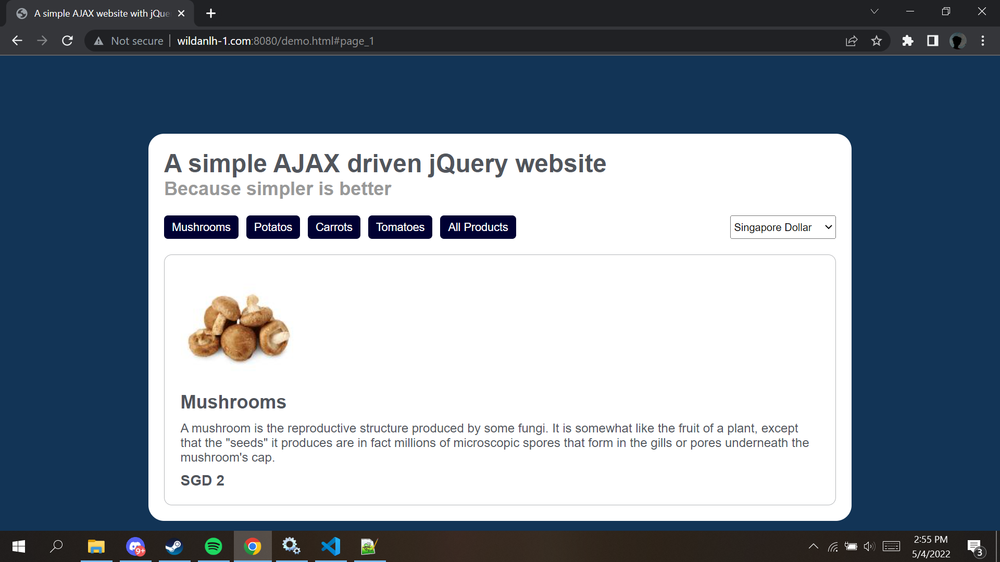 A simple AJAX website with jQue
Not secure
wildanlh-1.com:8080/demo.html#page_1
A simple AJAX driven jQuery website
Because simpler is better
Mushrooms
Potatos
Carrots
Tomatoes
All Products
Singapore Dollar
Mushrooms
A mushroom is the reproductive structure produced by some fungi. It is somewhat like the fruit of a plant, except
that the "seeds" it produces are in fact millions of microscopic spores that form in the gills or pores underneath the
mushroom's cap.
SGD 2
9+
2:55 PM
5/4/2022
3